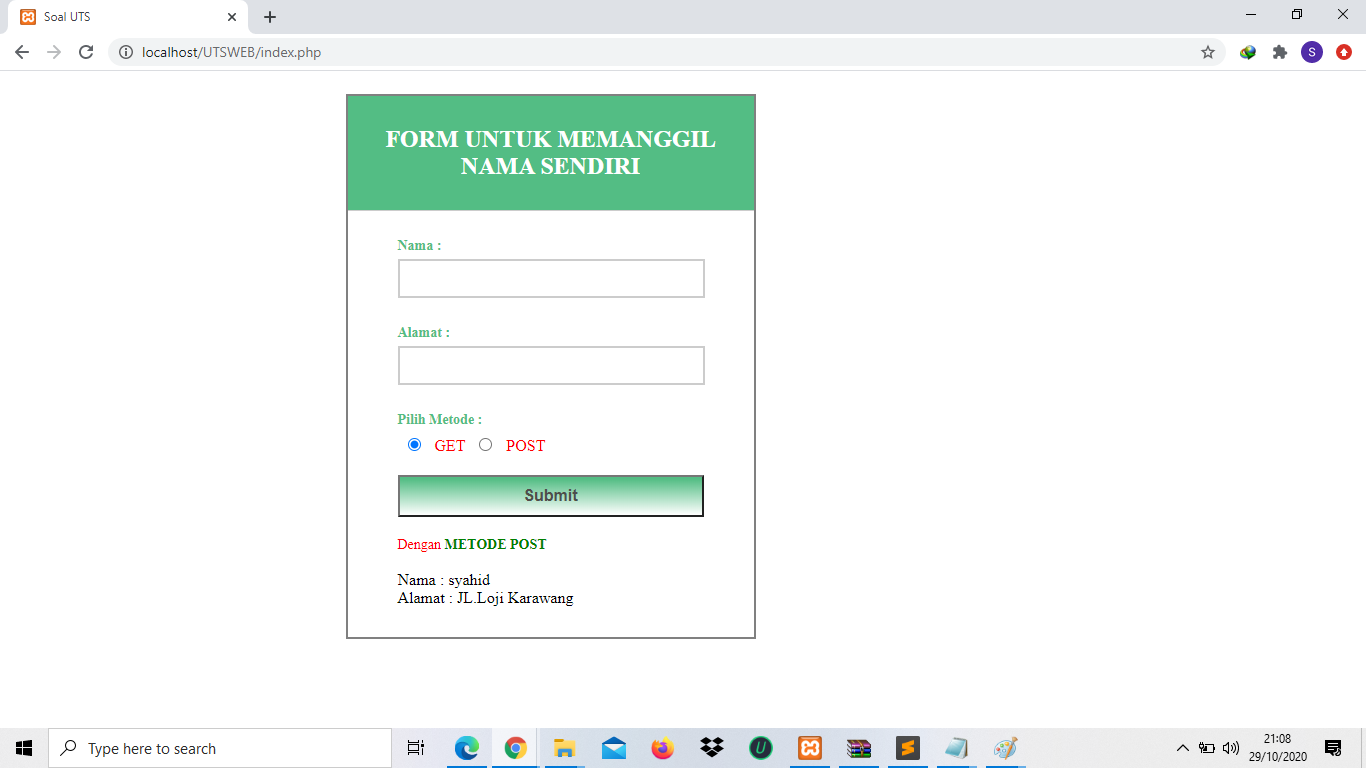 Soal UTS
localhost/UTSWEB/index.php
S
FORM UNTUK MEMANGGIL
NAMA SENDIRI
Nama :
Alamat :
Pilih Metode :
GET POST
Submit
Dengan METODE POST
Nama : syahid
Alamat : JL.Loji Karawang
Type here to search
21:08
29/10/2020